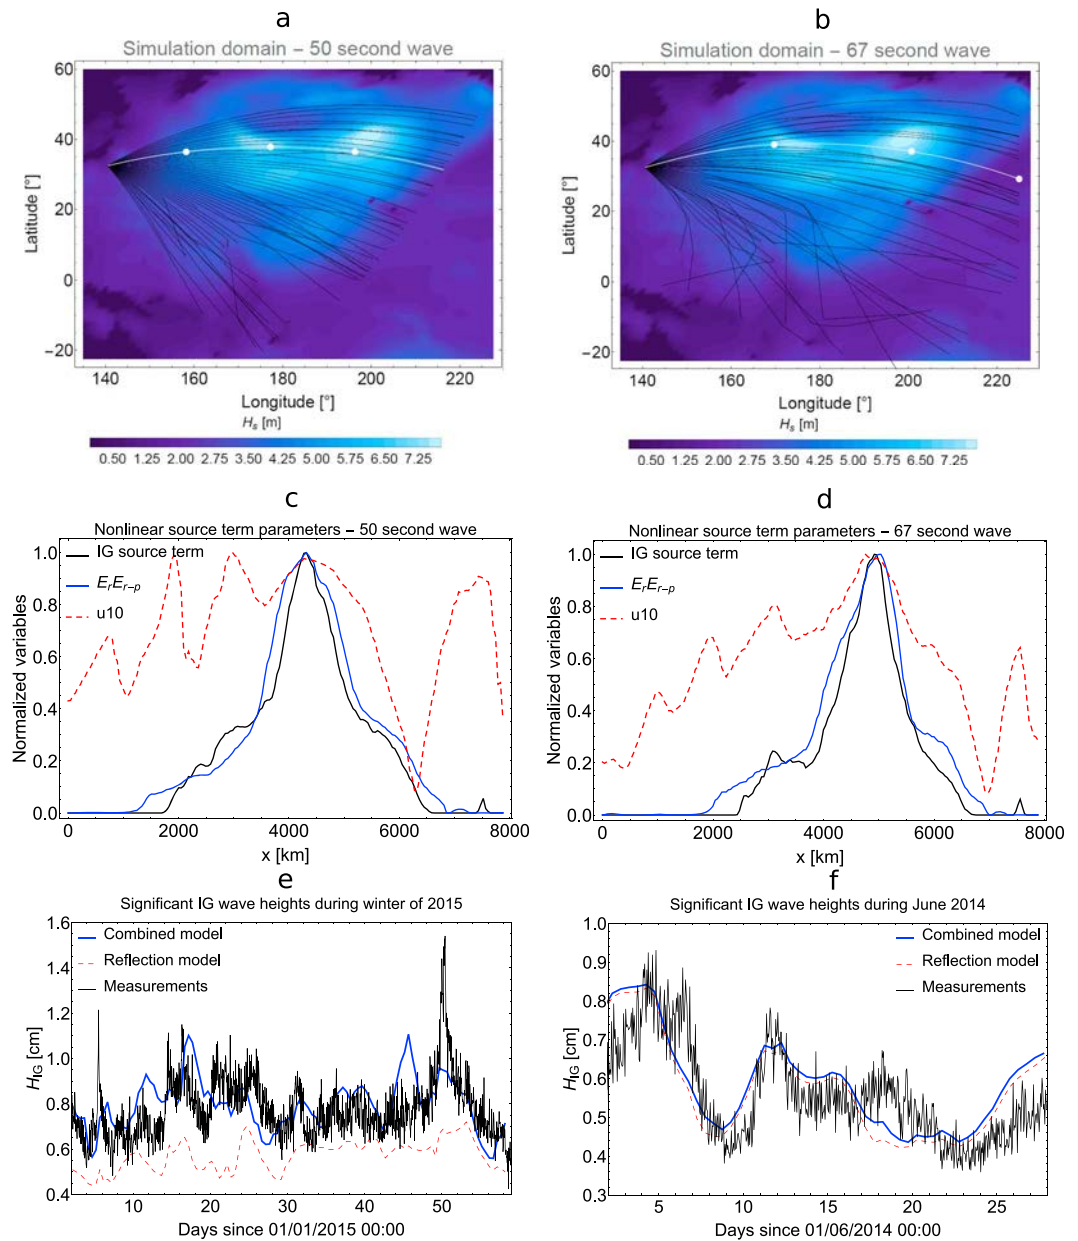 a
Simulation domain – 50 second wave
60
40
20
0
−20
Latitude [°]
140 160 180 200 220
Longitude [°]
H_s [m]
0.50 1.25 2.00 2.75 3.50 4.25 5.00 5.75 6.50 7.25
b
Simulation domain – 67 second wave
60
40
20
0
−20
Latitude [°]
140 160 180 200 225
Longitude [°]
H_s [m]
0.50 1.25 2.00 2.75 3.50 4.25 5.00 5.75 6.50 7.25
c
Nonlinear source term parameters – 50 second wave
IG source term
E_rE_{r−p}
u10
1.0
0.8
0.6
0.4
0.2
0.0
Normalized variables
0 2000 4000 6000 8000
x [km]
d
Nonlinear source term parameters – 67 second wave
IG source term
E_rE_{r−p}
u10
1.0
0.8
0.6
0.4
0.2
0.0
Normalized variables
0 2000 4000 6000 8000
x [km]
e
Significant IG wave heights during winter of 2015
Combined model
Reflection model
Measurements
1.6
1.4
1.2
1.0
0.8
0.6
0.4
H_IG [cm]
10 20 30 40 50
Days since 01/01/2015 00:00
f
Significant IG wave heights during June 2014
Combined model
Reflection model
Measurements
1.0
0.9
0.8
0.7
0.6
0.5
0.4
0.3
H_IG [cm]
5 10 15 20 25
Days since 01/06/2014 00:00